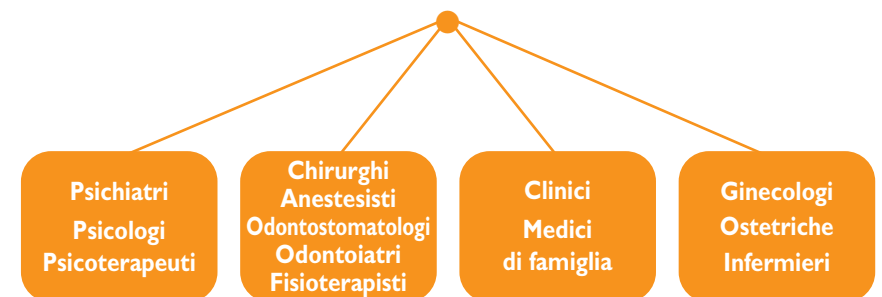 Psichiatri
Psicologi
Psicoterapeuti
Chirurghi
Anestesisti
Odontostomatologi
Odontoiatri
Fisioterapisti
Clinici
Medici
di famiglia
Ginecologi
Ostetriche
Infermieri